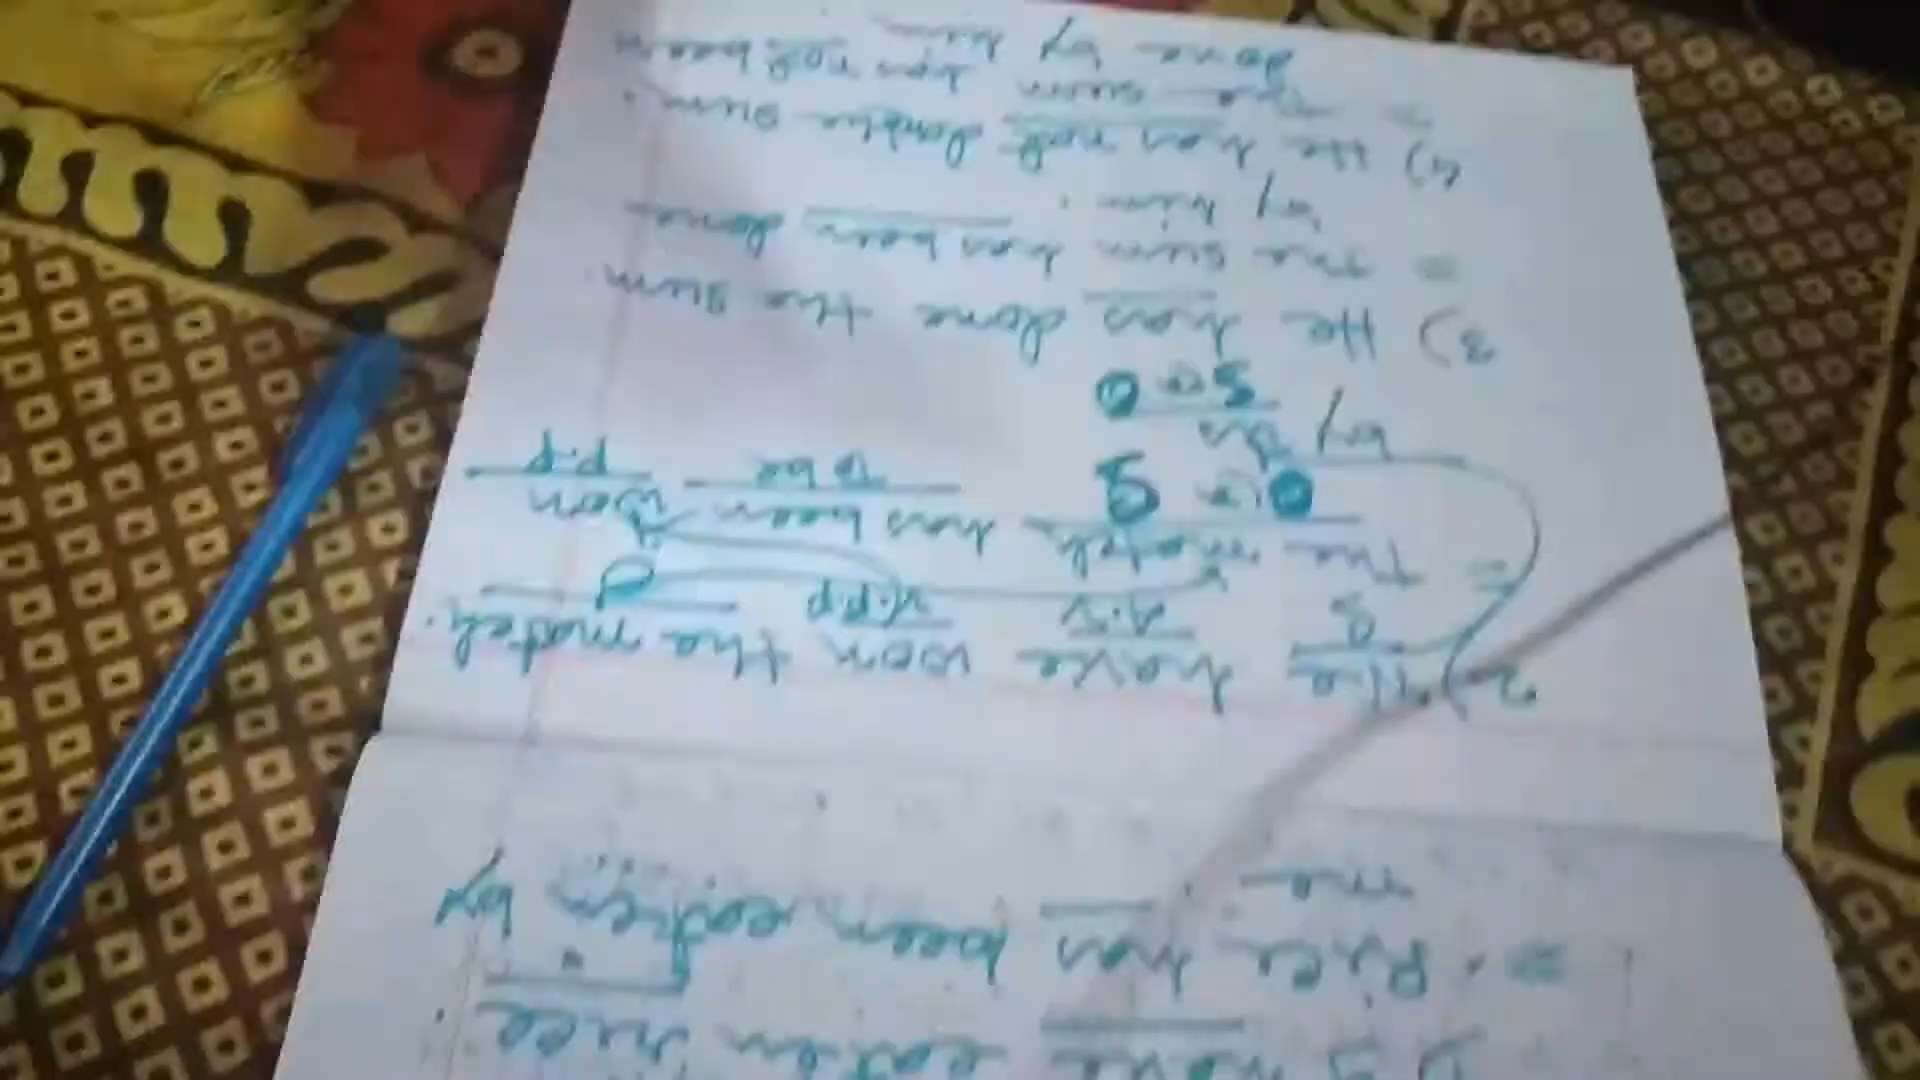 1) I have eaten rice
⇒ Rice has been eaten by
me
2) We have won the match.
S A.V V.P.P O
= The match has been won
O S to be P.P
by us
S O
3) He has done the sum.
= The sum has been done
by him.
4) He has not done sum.
= The sum has not been
done by him